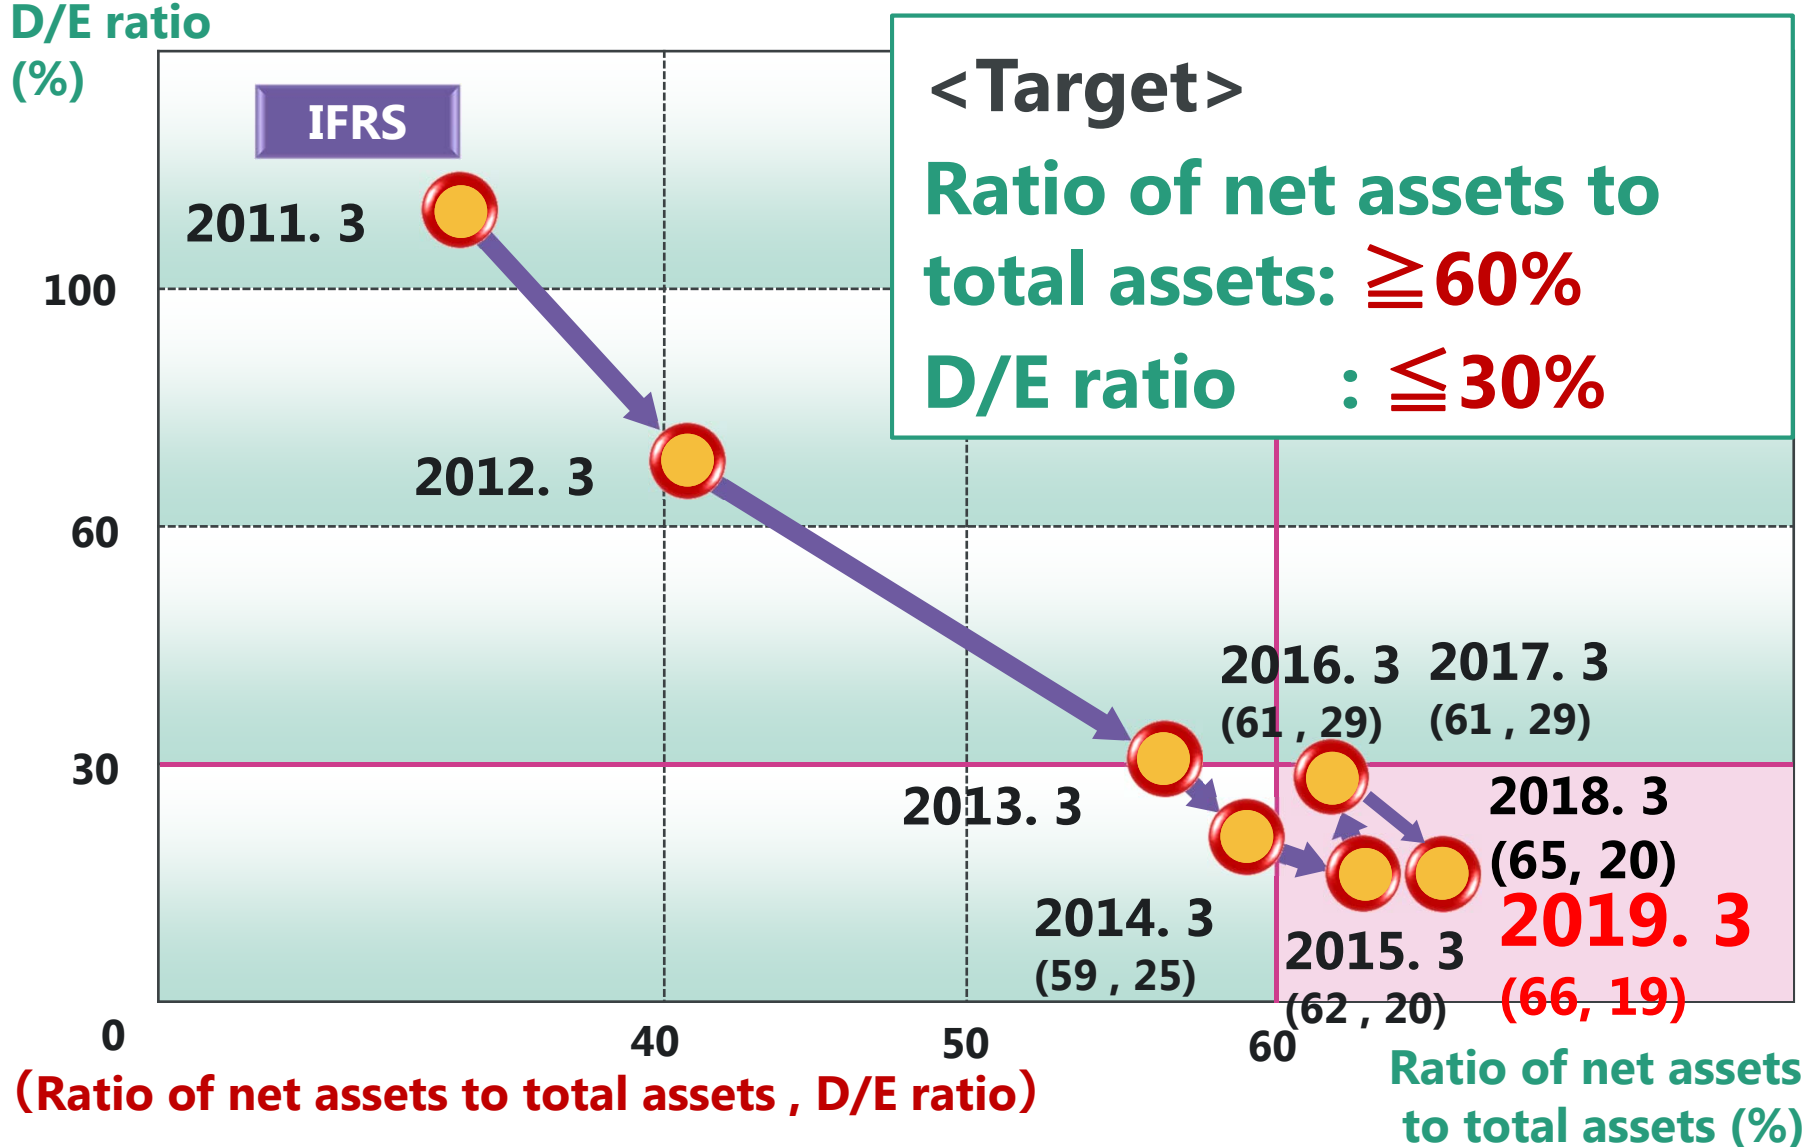 D/E ratio
(%)
<Target>
Ratio of net assets to
total assets: ≧60%
D/E ratio : ≦30%
IFRS
2011. 3
100
2012. 3
60
2016. 3
(61 , 29)
2017. 3
(61 , 29)
30
2013. 3
2018. 3
(65, 20)
2014. 3
(59 , 25)
2015. 3
(62 , 20)
2019. 3
(66, 19)
0
40
50
60
(Ratio of net assets to total assets , D/E ratio)
Ratio of net assets
to total assets (%)